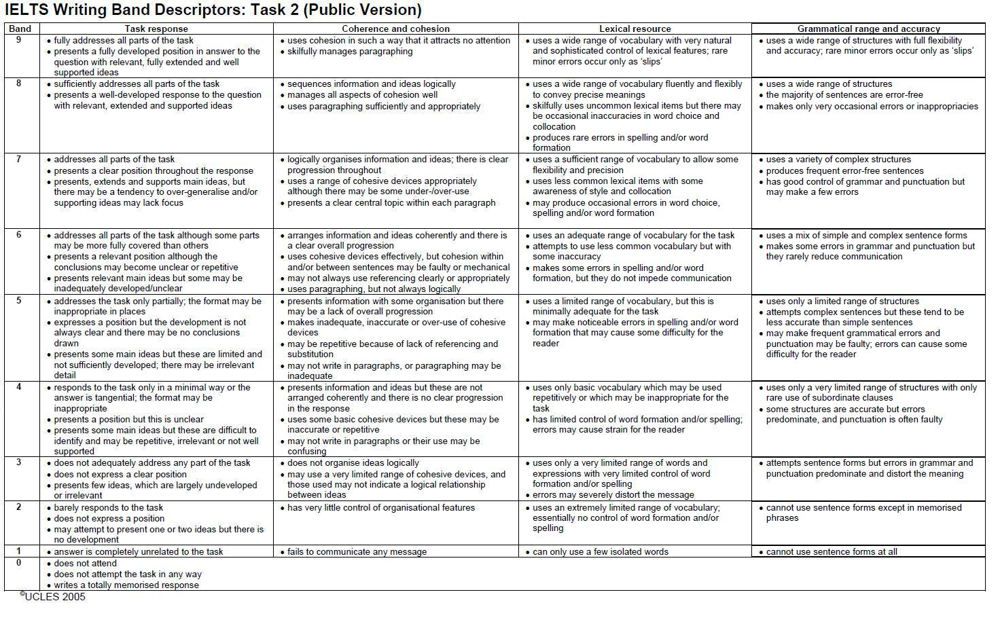 IELTS Writing Band Descriptors: Task 2 (Public Version)
Band
Task response
Coherence and cohesion
Lexical resource
Grammatical range and accuracy
9
• fully addresses all parts of the task
• presents a fully developed position in answer to the
question with relevant, fully extended and well
supported ideas
• uses cohesion in such a way that it attracts no attention
• skilfully manages paragraphing
• uses a wide range of vocabulary with very natural
and sophisticated control of lexical features; rare
minor errors occur only as ‘slips’
• uses a wide range of structures with full flexibility
and accuracy; rare minor errors occur only as ‘slips’
8
• sufficiently addresses all parts of the task
• presents a well-developed response to the question
with relevant, extended and supported ideas
• sequences information and ideas logically
• manages all aspects of cohesion well
• uses paragraphing sufficiently and appropriately
• uses a wide range of vocabulary fluently and flexibly
to convey precise meanings
• skilfully uses uncommon lexical items but there may
be occasional inaccuracies in word choice and
collocation
• produces rare errors in spelling and/or word
formation
• uses a wide range of structures
• the majority of sentences are error-free
• makes only very occasional errors or inappropriacies
7
• addresses all parts of the task
• presents a clear position throughout the response
• presents, extends and supports main ideas, but
there may be a tendency to over-generalise and/or
supporting ideas may lack focus
• logically organises information and ideas; there is clear
progression throughout
• uses a range of cohesive devices appropriately
although there may be some under-/over-use
• presents a clear central topic within each paragraph
• uses a sufficient range of vocabulary to allow some
flexibility and precision
• uses less common lexical items with some
awareness of style and collocation
• may produce occasional errors in word choice,
spelling and/or word formation
• uses a variety of complex structures
• produces frequent error-free sentences
• has good control of grammar and punctuation but
may make a few errors
6
• addresses all parts of the task although some parts
may be more fully covered than others
• presents a relevant position although the
conclusions may become unclear or repetitive
• presents relevant main ideas but some may be
inadequately developed/unclear
• arranges information and ideas coherently and there is
a clear overall progression
• uses cohesive devices effectively, but cohesion within
and/or between sentences may be faulty or mechanical
• may not always use referencing clearly or appropriately
• uses paragraphing, but not always logically
• uses an adequate range of vocabulary for the task
• attempts to use less common vocabulary but with
some inaccuracy
• makes some errors in spelling and/or word
formation, but they do not impede communication
• uses a mix of simple and complex sentence forms
• makes some errors in grammar and punctuation but
they rarely reduce communication
5
• addresses the task only partially; the format may be
inappropriate in places
• expresses a position but the development is not
always clear and there may be no conclusions
drawn
• presents some main ideas but these are limited and
not sufficiently developed; there may be irrelevant
detail
• presents information with some organisation but there
may be a lack of overall progression
• makes inadequate, inaccurate or over-use of cohesive
devices
• may be repetitive because of lack of referencing and
substitution
• may not write in paragraphs, or paragraphing may be
inadequate
• uses a limited range of vocabulary, but this is
minimally adequate for the task
• may make noticeable errors in spelling and/or word
formation that may cause some difficulty for the
reader
• uses only a limited range of structures
• attempts complex sentences but these tend to be
less accurate than simple sentences
• may make frequent grammatical errors and
punctuation may be faulty; errors can cause some
difficulty for the reader
4
• responds to the task only in a minimal way or the
answer is tangential; the format may be
inappropriate
• presents a position but this is unclear
• presents some main ideas but these are difficult to
identify and may be repetitive, irrelevant or not well
supported
• presents information and ideas but these are not
arranged coherently and there is no clear progression
in the response
• uses some basic cohesive devices but these may be
inaccurate or repetitive
• may not write in paragraphs or their use may be
confusing
• uses only basic vocabulary which may be used
repetitively or which may be inappropriate for the
task
• has limited control of word formation and/or spelling;
errors may cause strain for the reader
• uses only a very limited range of structures with only
rare use of subordinate clauses
• some structures are accurate but errors
predominate, and punctuation is often faulty
3
• does not adequately address any part of the task
• does not express a clear position
• presents few ideas, which are largely undeveloped
or irrelevant
• does not organise ideas logically
• may use a very limited range of cohesive devices, and
those used may not indicate a logical relationship
between ideas
• uses only a very limited range of words and
expressions with very limited control of word
formation and/or spelling
• errors may severely distort the message
• attempts sentence forms but errors in grammar and
punctuation predominate and distort the meaning
2
• barely responds to the task
• does not express a position
• may attempt to present one or two ideas but there is
no development
• has very little control of organisational features
• uses an extremely limited range of vocabulary;
essentially no control of word formation and/or
spelling
• cannot use sentence forms except in memorised
phrases
1
• answer is completely unrelated to the task
• fails to communicate any message
• can only use a few isolated words
• cannot use sentence forms at all
0
• does not attend
• does not attempt the task in any way
• writes a totally memorised response
©UCLES 2005